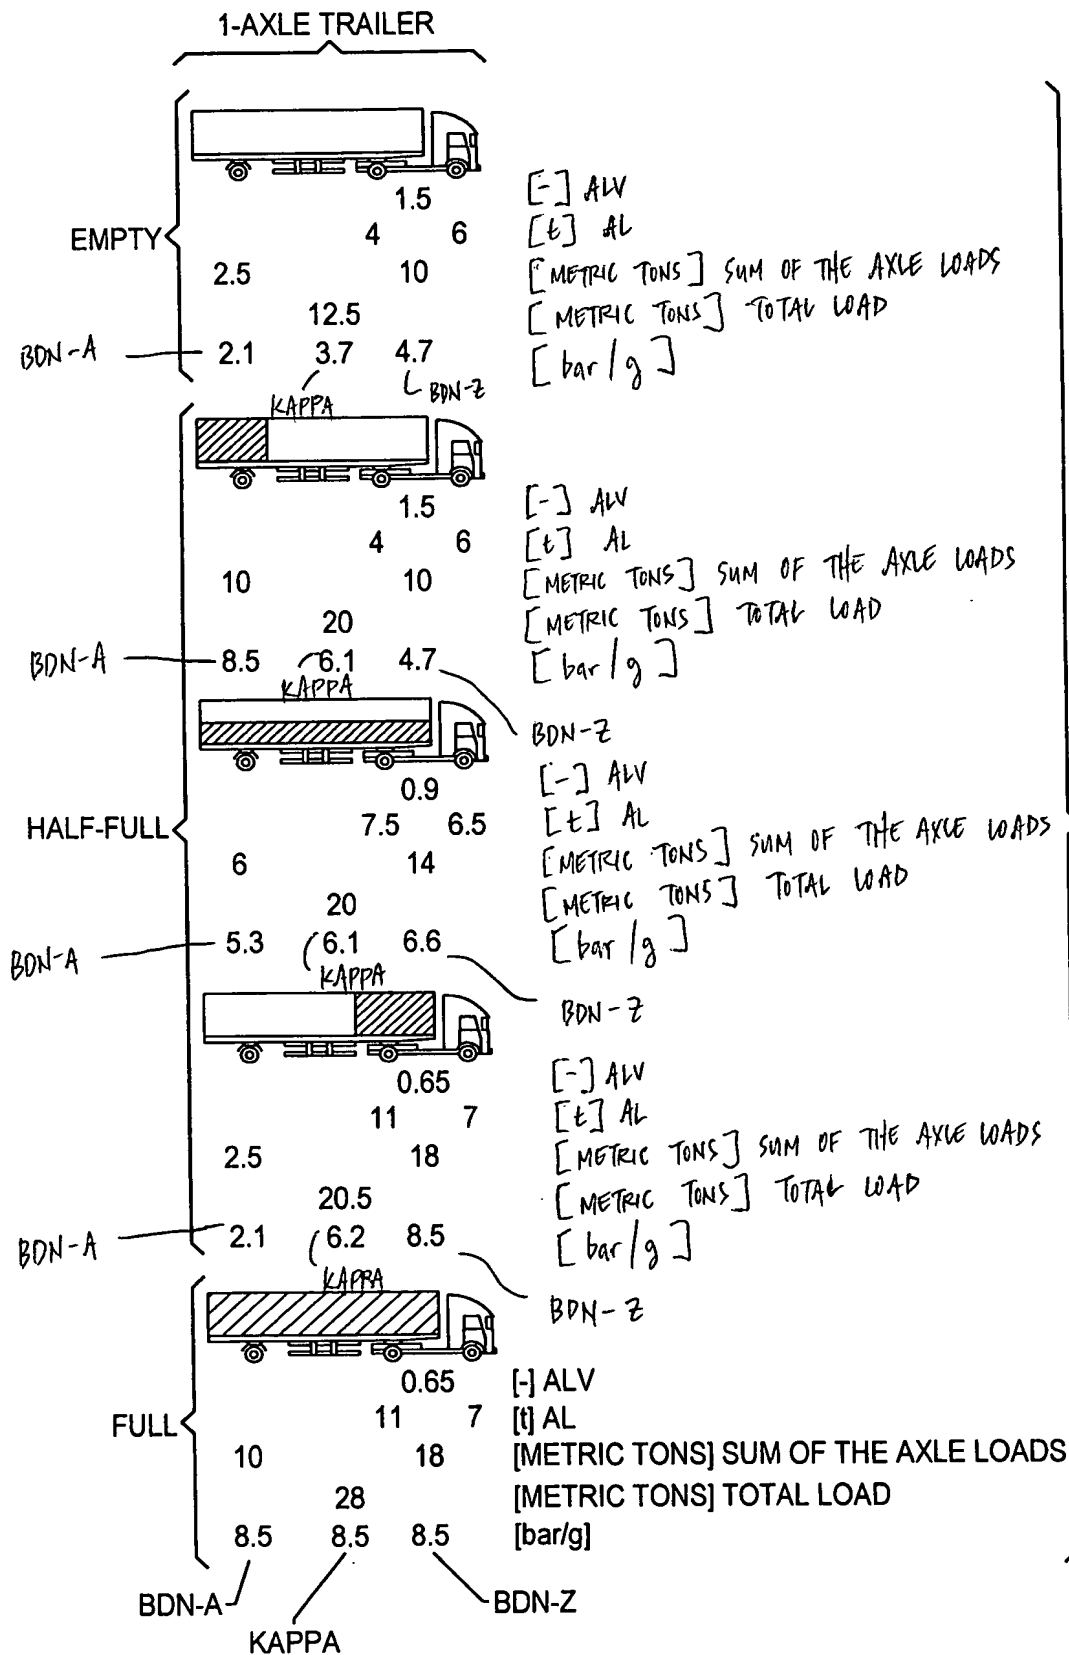 1-AXLE TRAILER
1.5 [-] ALV
4 6 [t] AL
EMPTY
2.5 10 [METRIC TONS] SUM OF THE AXLE LOADS
12.5 [METRIC TONS] TOTAL LOAD
BDN-A 2.1 3.7 4.7 [bar/g]
KAPPA BDN-Z
1.5 [-] ALV
4 6 [t] AL
10 10 [METRIC TONS] SUM OF THE AXLE LOADS
20 [METRIC TONS] TOTAL LOAD
BDN-A 8.5 6.1 4.7 [bar/g]
KAPPA
BDN-Z
0.9 [-] ALV
HALF-FULL 7.5 6.5 [t] AL
6 14 [METRIC TONS] SUM OF THE AXLE LOADS
20 [METRIC TONS] TOTAL LOAD
BDN-A 5.3 6.1 6.6 [bar/g]
KAPPA
BDN-Z
0.65 [-] ALV
11 7 [t] AL
2.5 18 [METRIC TONS] SUM OF THE AXLE LOADS
20.5 [METRIC TONS] TOTAL LOAD
BDN-A 2.1 6.2 8.5 [bar/g]
KAPPA
BDN-Z
0.65 [-] ALV
FULL 11 7 [t] AL
10 18 [METRIC TONS] SUM OF THE AXLE LOADS
28 [METRIC TONS] TOTAL LOAD
8.5 8.5 8.5 [bar/g]
BDN-A BDN-Z
KAPPA